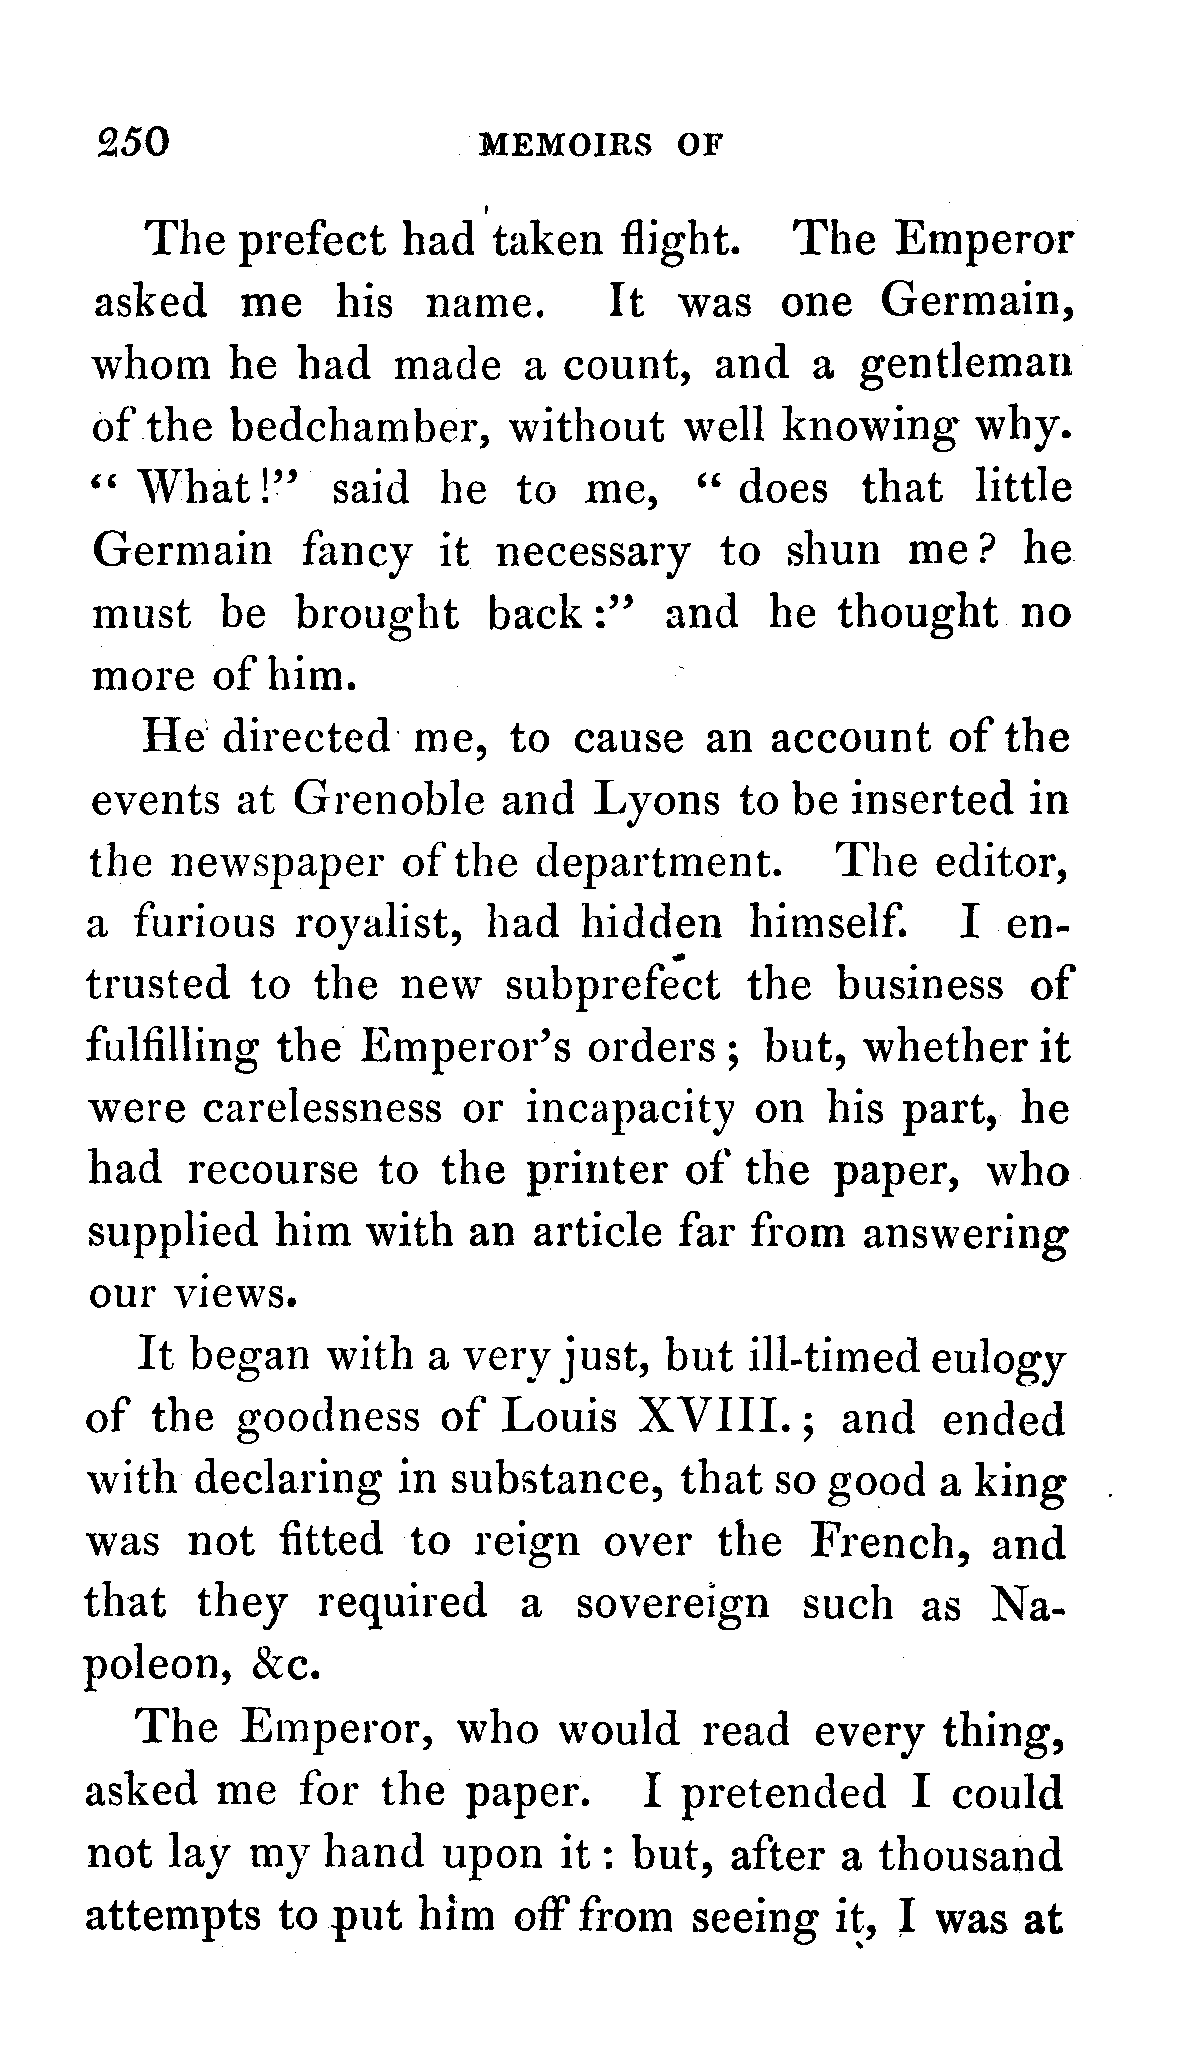 250 MEMOIRS OF
The prefect had taken flight. The Emperor
asked me his name. It was one Germain,
whom he had made a count, and a gentleman
of the bedchamber, without well knowing why.
“ What !” said he to me, “ does that little
Germain fancy it necessary to shun me ? he
must be brought back :” and he thought no
more of him.
He directed me, to cause an account of the
events at Grenoble and Lyons to be inserted in
the newspaper of the department. The editor,
a furious royalist, had hidden himself. I en-
trusted to the new subprefect the business of
fulfilling the Emperor’s orders ; but, whether it
were carelessness or incapacity on his part, he
had recourse to the printer of the paper, who
supplied him with an article far from answering
our views.
It began with a very just, but ill-timed eulogy
of the goodness of Louis XVIII. ; and ended
with declaring in substance, that so good a king
was not fitted to reign over the French, and
that they required a sovereign such as Na-
poleon, &c.
The Emperor, who would read every thing,
asked me for the paper. I pretended I could
not lay my hand upon it : but, after a thousand
attempts to put him off from seeing it, I was at